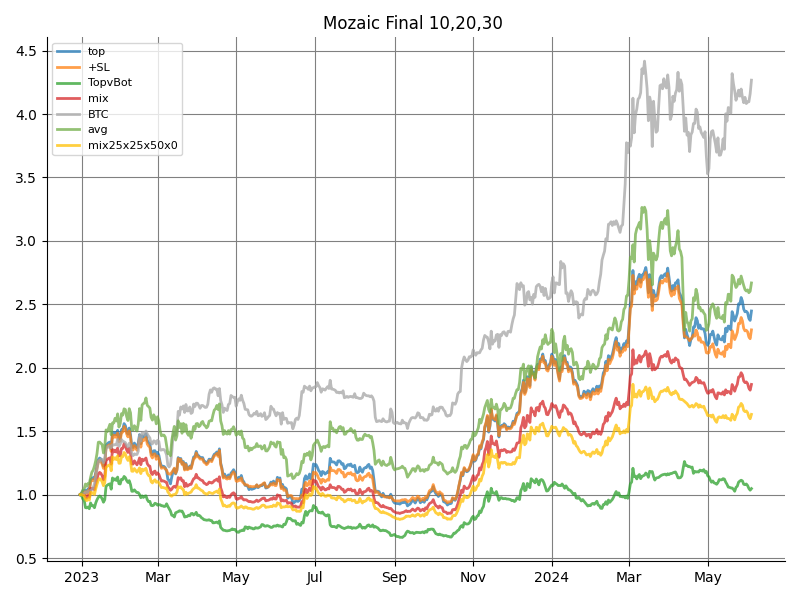 Mozaic Final 10,20,30
top
+SL
TopvBot
mix
BTC
avg
mix25x25x50x0
4.5
4.0
3.5
3.0
2.5
2.0
1.5
1.0
0.5
2023 Mar May Jul Sep Nov 2024 Mar May